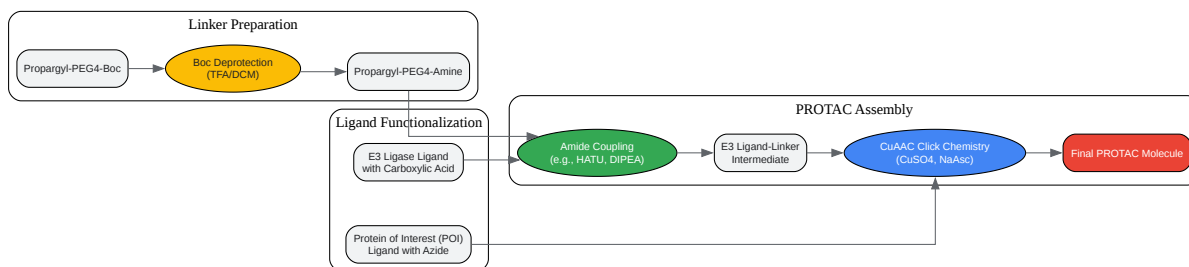 Linker Preparation
Propargyl-PEG4-Boc
Boc Deprotection
(TFA/DCM)
Propargyl-PEG4-Amine
Ligand Functionalization
E3 Ligase Ligand
with Carboxylic Acid
Protein of Interest (POI)
Ligand with Azide
PROTAC Assembly
Amide Coupling
(e.g., HATU, DIPEA)
E3 Ligand-Linker
Intermediate
CuAAC Click Chemistry
(CuSO4, NaAsc)
Final PROTAC Molecule